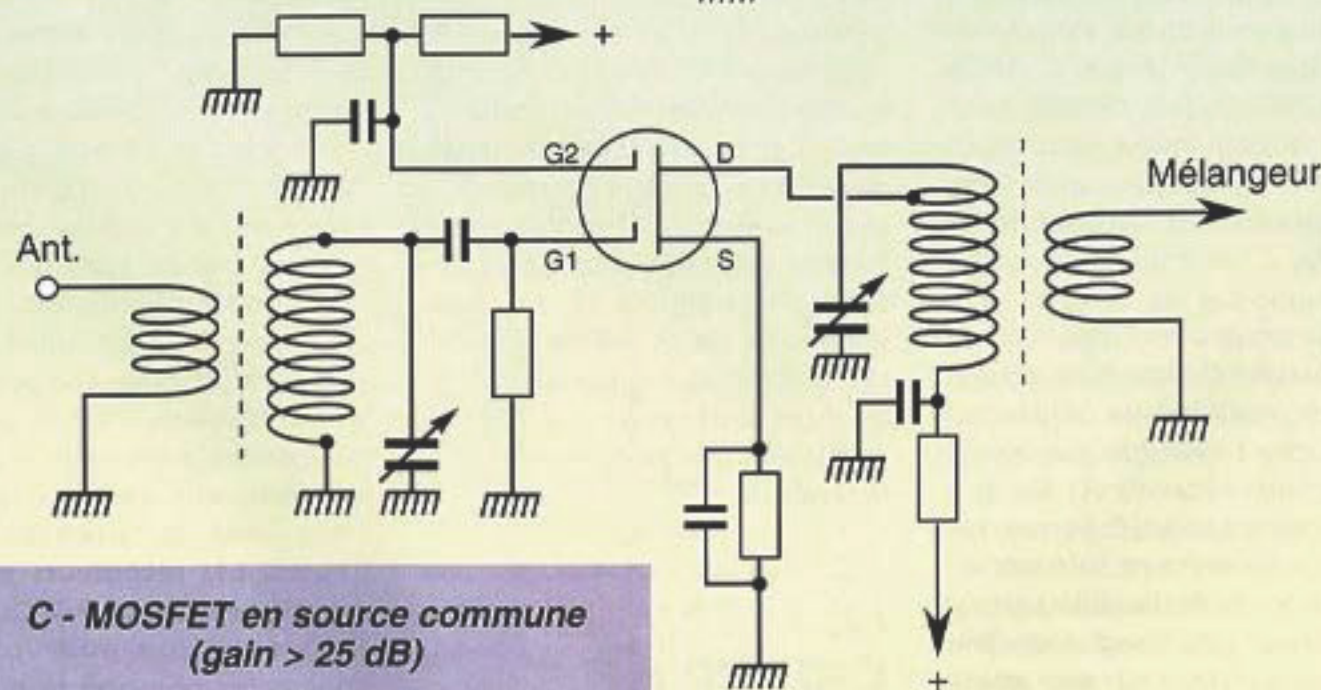 +
G2
D
Mélangeur
Ant.
G1
S
C - MOSFET en source commune
(gain > 25 dB)
+